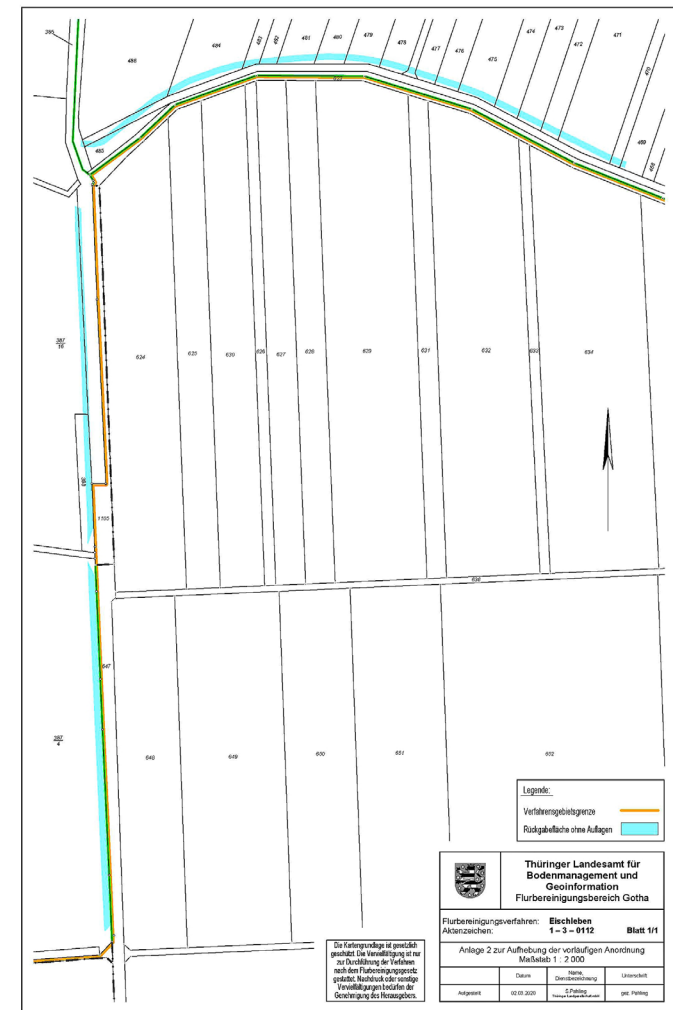 385
486
484
483
482
481
480
479
478
477
476
475
474
473
472
471
470
469
468
485
387
16
624
625
630
626
627
628
629
631
632
633
634
1155
636
647
387
4
648
649
650
651
652
Legende:
Verfahrensgebietsgrenze
Rückgabefläche ohne Auflagen
Thüringer Landesamt für
Bodenmanagement und
Geoinformation
Flurbereinigungsbereich Gotha
Flurbereinigungsverfahren: Eischleben
Aktenzeichen: 1 – 3 – 0112 Blatt 1/1
Anlage 2 zur Aufhebung der vorläufigen Anordnung
Maßstab 1 : 2 000
Datum Name, Dienstbezeichnung Unterschrift
Aufgestellt 02.03.2020 S.Pahling gez. Pahling
Die Kartengrundlage ist gesetzlich
geschützt. Die Vervielfältigung ist nur
zur Durchführung der Verfahren
nach dem Flurbereinigungsgesetz
gestattet. Nachdruck oder sonstige
Vervielfältigungen bedürfen der
Genehmigung des Herausgebers.